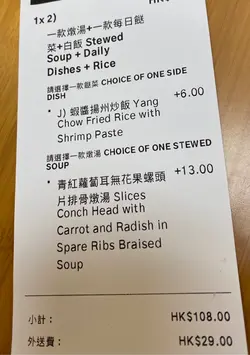 1x 2)
一款燉湯+一款每日餸
菜+白飯 Stewed
Soup + Daily
Dishes + Rice
請選擇一款餸菜 CHOICE OF ONE SIDE
DISH
* J) 蝦醬揚州炒飯 Yang +6.00
Chow Fried Rice with
Shrimp Paste
請選擇一款燉湯 CHOICE OF ONE STEWED
SOUP
* 青紅蘿蔔耳無花果螺頭 +13.00
片排骨燉湯 Slices
Conch Head with
Carrot and Radish in
Spare Ribs Braised
Soup
小計： HK$108.00
外送費： HK$29.00